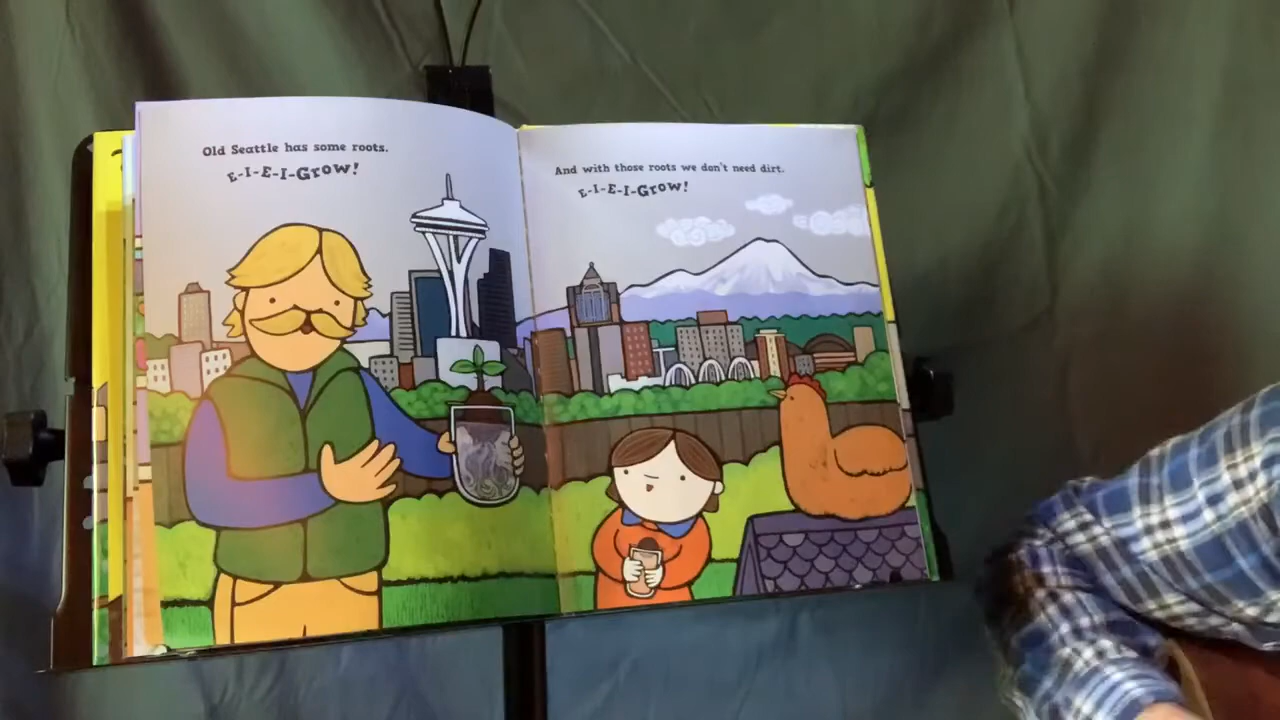 Old Seattle has some roots.
E-I-E-I-Grow!
And with those roots we don't need dirt.
E-I-E-I-Grow!